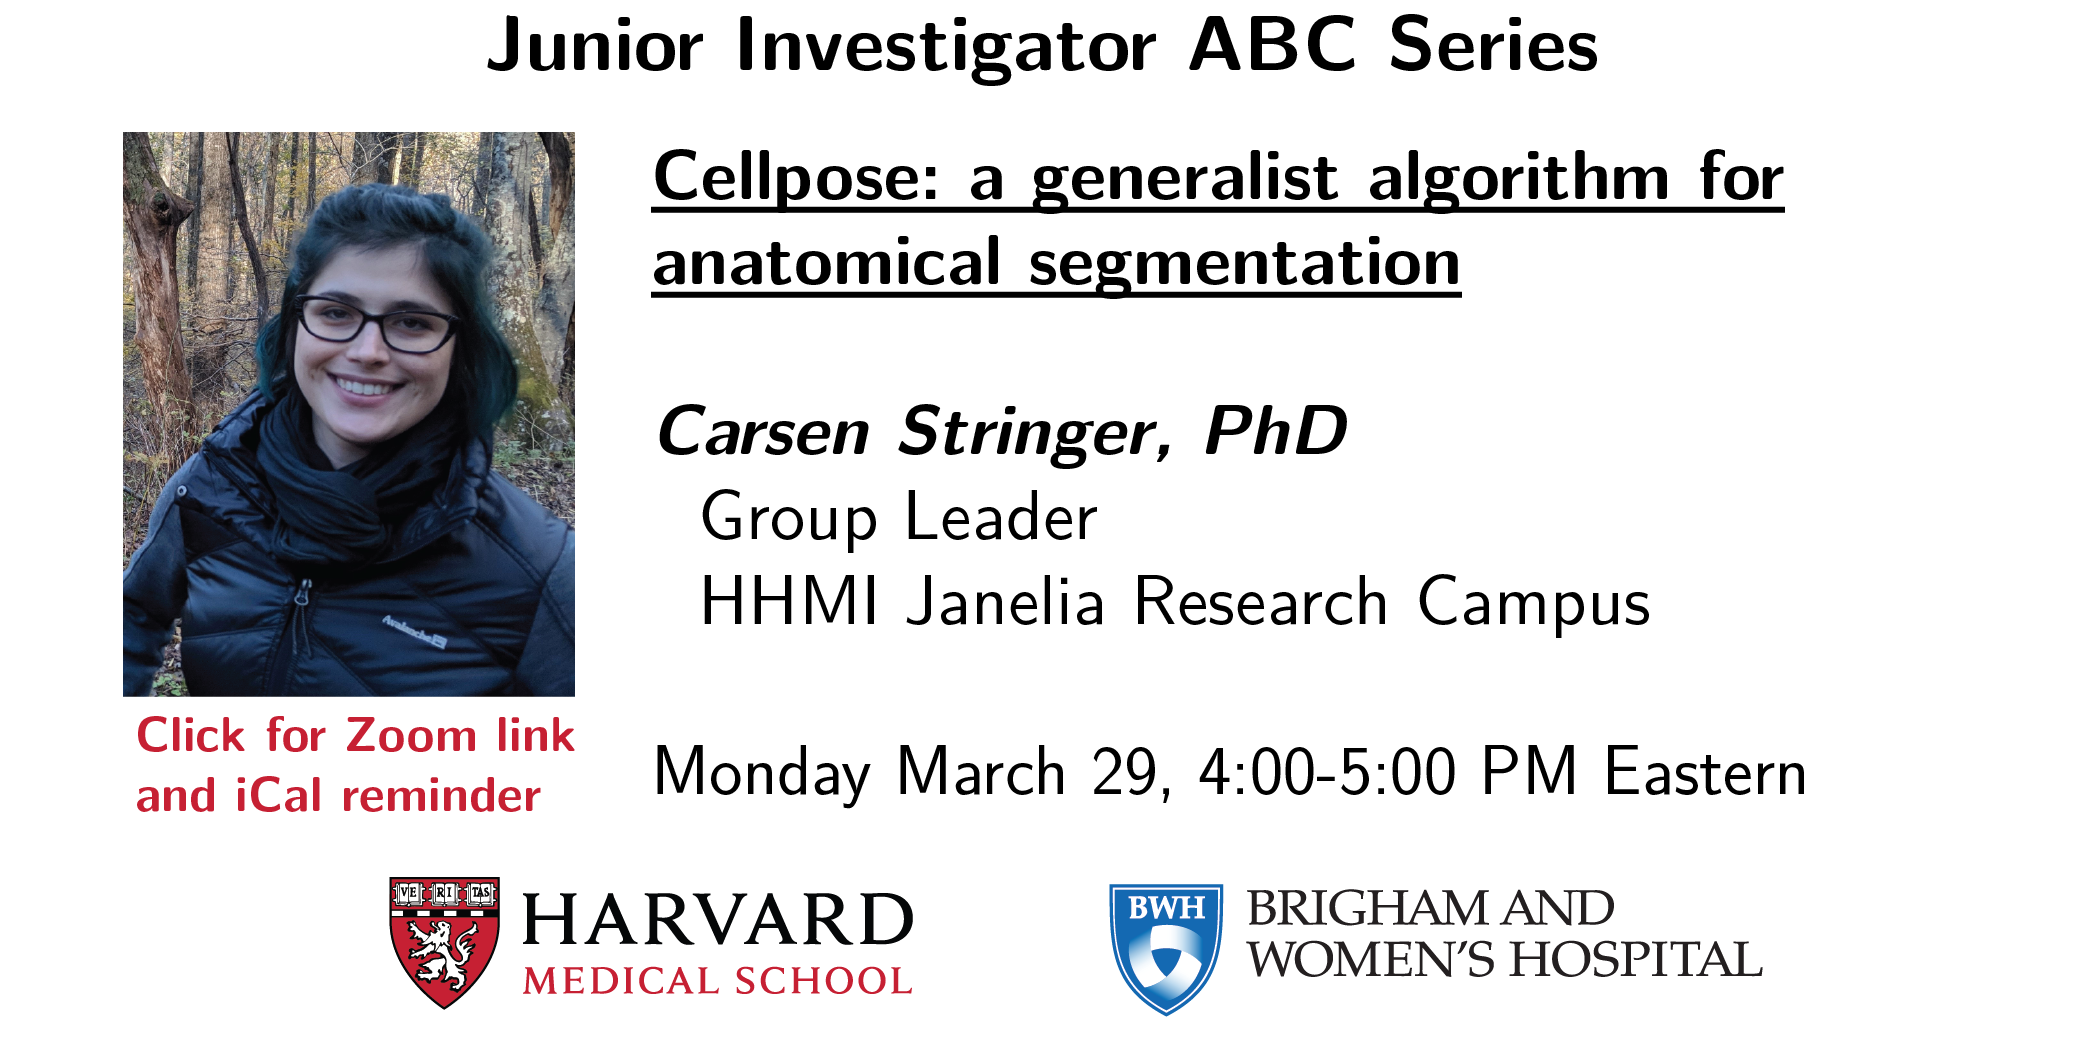 Junior Investigator ABC Series
Cellpose: a generalist algorithm for
anatomical segmentation
Carsen Stringer, PhD
Group Leader
HHMI Janelia Research Campus
Monday March 29, 4:00-5:00 PM Eastern
Avalanche
Click for Zoom link
and iCal reminder
VE RI TAS
HARVARD
MEDICAL SCHOOL
BWH
BRIGHAM AND
WOMEN'S HOSPITAL